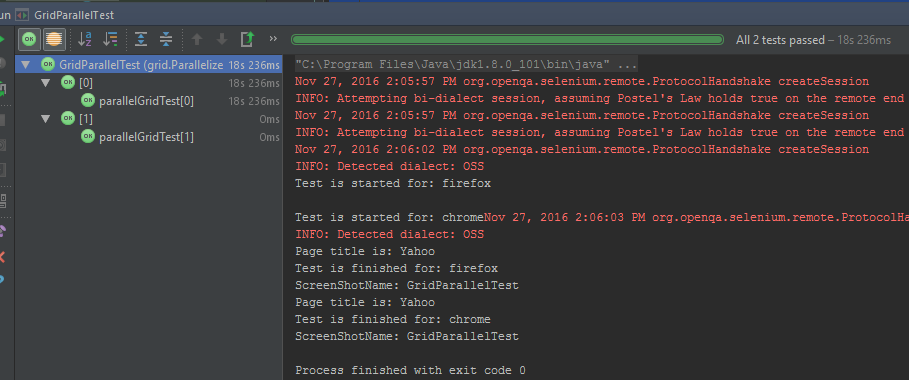 un GridParallelTest
All 2 tests passed – 18s 236ms
GridParallelTest (grid.Parallelize 18s 236ms
[0] 18s 236ms
parallelGridTest[0] 18s 236ms
[1] 0ms
parallelGridTest[1] 0ms
"C:\Program Files\Java\jdk1.8.0_101\bin\java" ...
Nov 27, 2016 2:05:57 PM org.openqa.selenium.remote.ProtocolHandshake createSession
INFO: Attempting bi-dialect session, assuming Postel's Law holds true on the remote end
Nov 27, 2016 2:05:57 PM org.openqa.selenium.remote.ProtocolHandshake createSession
INFO: Attempting bi-dialect session, assuming Postel's Law holds true on the remote end
Nov 27, 2016 2:06:02 PM org.openqa.selenium.remote.ProtocolHandshake createSession
INFO: Detected dialect: OSS
Test is started for: firefox
Test is started for: chromeNov 27, 2016 2:06:03 PM org.openqa.selenium.remote.ProtocolHa
INFO: Detected dialect: OSS
Page title is: Yahoo
Test is finished for: firefox
ScreenShotName: GridParallelTest
Page title is: Yahoo
Test is finished for: chrome
ScreenShotName: GridParallelTest
Process finished with exit code 0